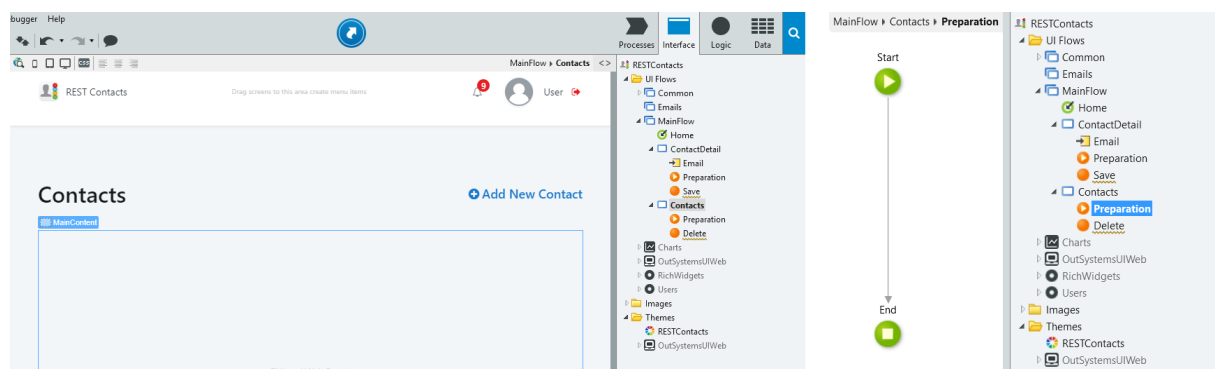 bugger Help
Processes Interface Logic Data
MainFlow Contacts <>
REST Contacts
Drag screens to this area create menu items
9
User
Contacts
Add New Contact
MainContent
RESTContacts
UI Flows
Common
Emails
MainFlow
Home
ContactDetail
Email
Preparation
Save
Contacts
Preparation
Delete
Charts
OutSystemsUIWeb
RichWidgets
Users
Images
Themes
RESTContacts
OutSystemsUIWeb
MainFlow Contacts Preparation
Start
End
RESTContacts
UI Flows
Common
Emails
MainFlow
Home
ContactDetail
Email
Preparation
Save
Contacts
Preparation
Delete
Charts
OutSystemsUIWeb
RichWidgets
Users
Images
Themes
RESTContacts
OutSystemsUIWeb